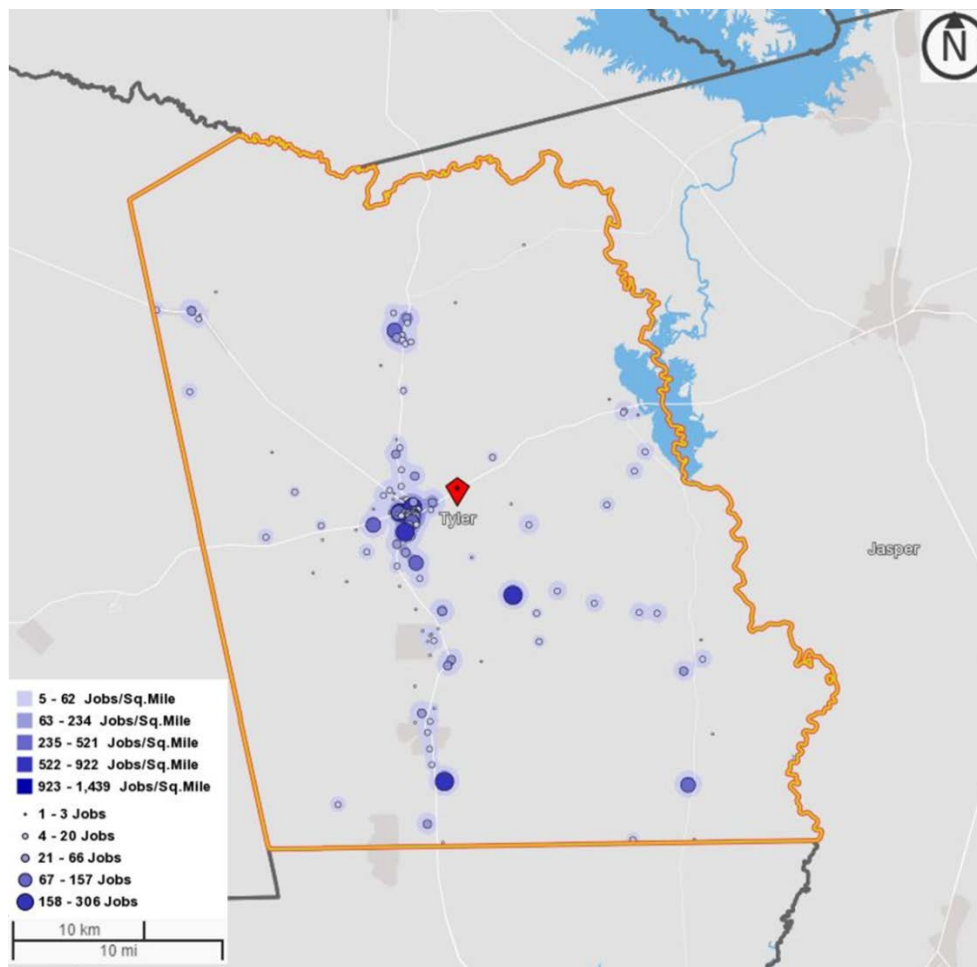 N
Tyler
Jasper
5 - 62 Jobs/Sq.Mile
63 - 234 Jobs/Sq.Mile
235 - 521 Jobs/Sq.Mile
522 - 922 Jobs/Sq.Mile
923 - 1,439 Jobs/Sq.Mile
1 - 3 Jobs
4 - 20 Jobs
21 - 66 Jobs
67 - 157 Jobs
158 - 306 Jobs
10 km
10 mi